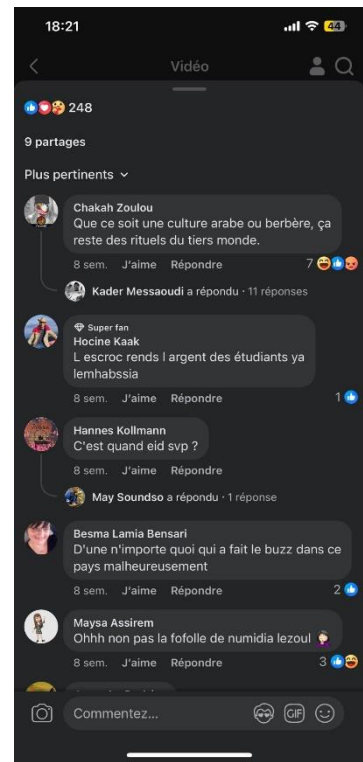 18:21
44
Vidéo
248
9 partages
Plus pertinents
Chakah Zoulou
Que ce soit une culture arabe ou berbère, ça
reste des rituels du tiers monde.
8 sem. J'aime Répondre 7
Kader Messaoudi a répondu · 11 réponses
Super fan
Hocine Kaak
L escroc rends l argent des étudiants ya
lemhabssia
8 sem. J'aime Répondre 1
Hannes Kollmann
C'est quand eid svp ?
8 sem. J'aime Répondre
May Soundso a répondu · 1 réponse
Besma Lamia Bensari
D'une n'importe quoi qui a fait le buzz dans ce
pays malheureusement
8 sem. J'aime Répondre 2
Maysa Assirem
Ohhh non pas la fofolle de numidia lezoul 🤦🏻‍♀️
8 sem. J'aime Répondre 3
Commentez...
GIF